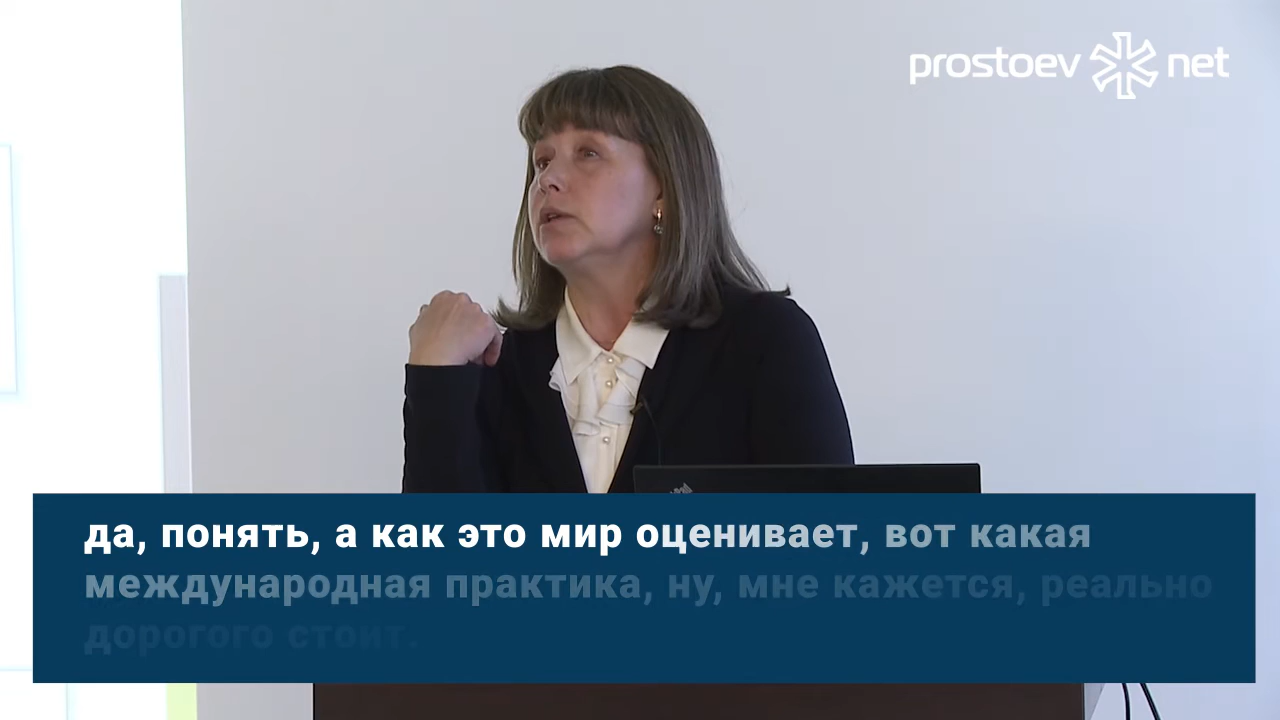 prostoev net
да, понять, а как это мир оценивает, вот какая
международная практика, ну, мне кажется, реально
дорогого стоит.